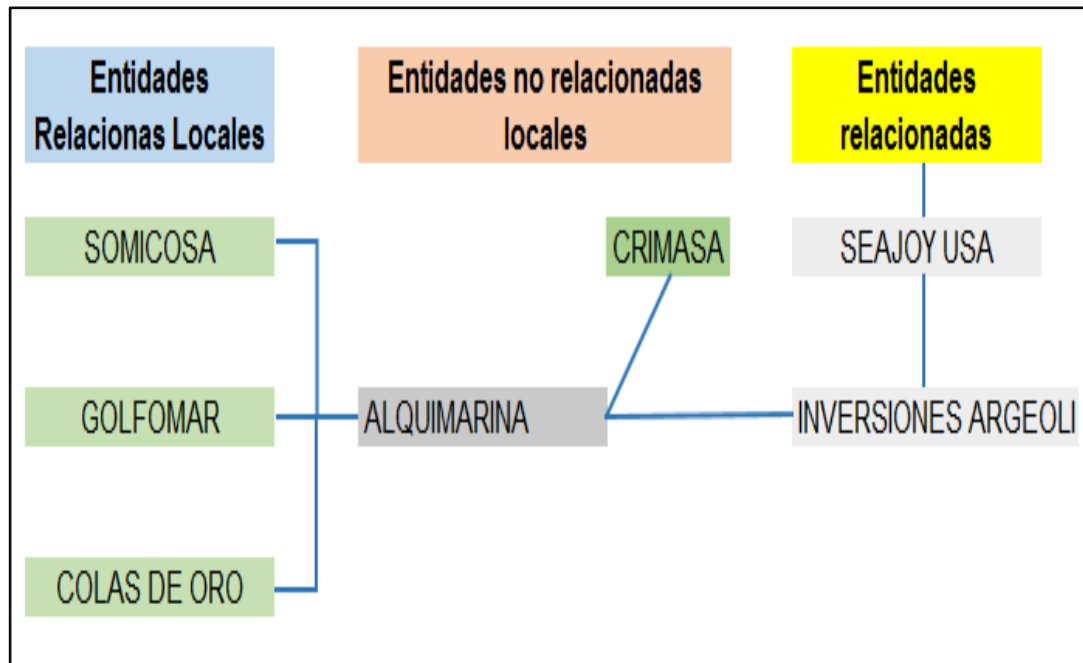 Entidades
Relacionas Locales
Entidades no relacionadas
locales
Entidades
relacionadas
SOMICOSA
CRIMASA
SEAJOY USA
GOLFOMAR
ALQUIMARINA
INVERSIONES ARGEOLI
COLAS DE ORO